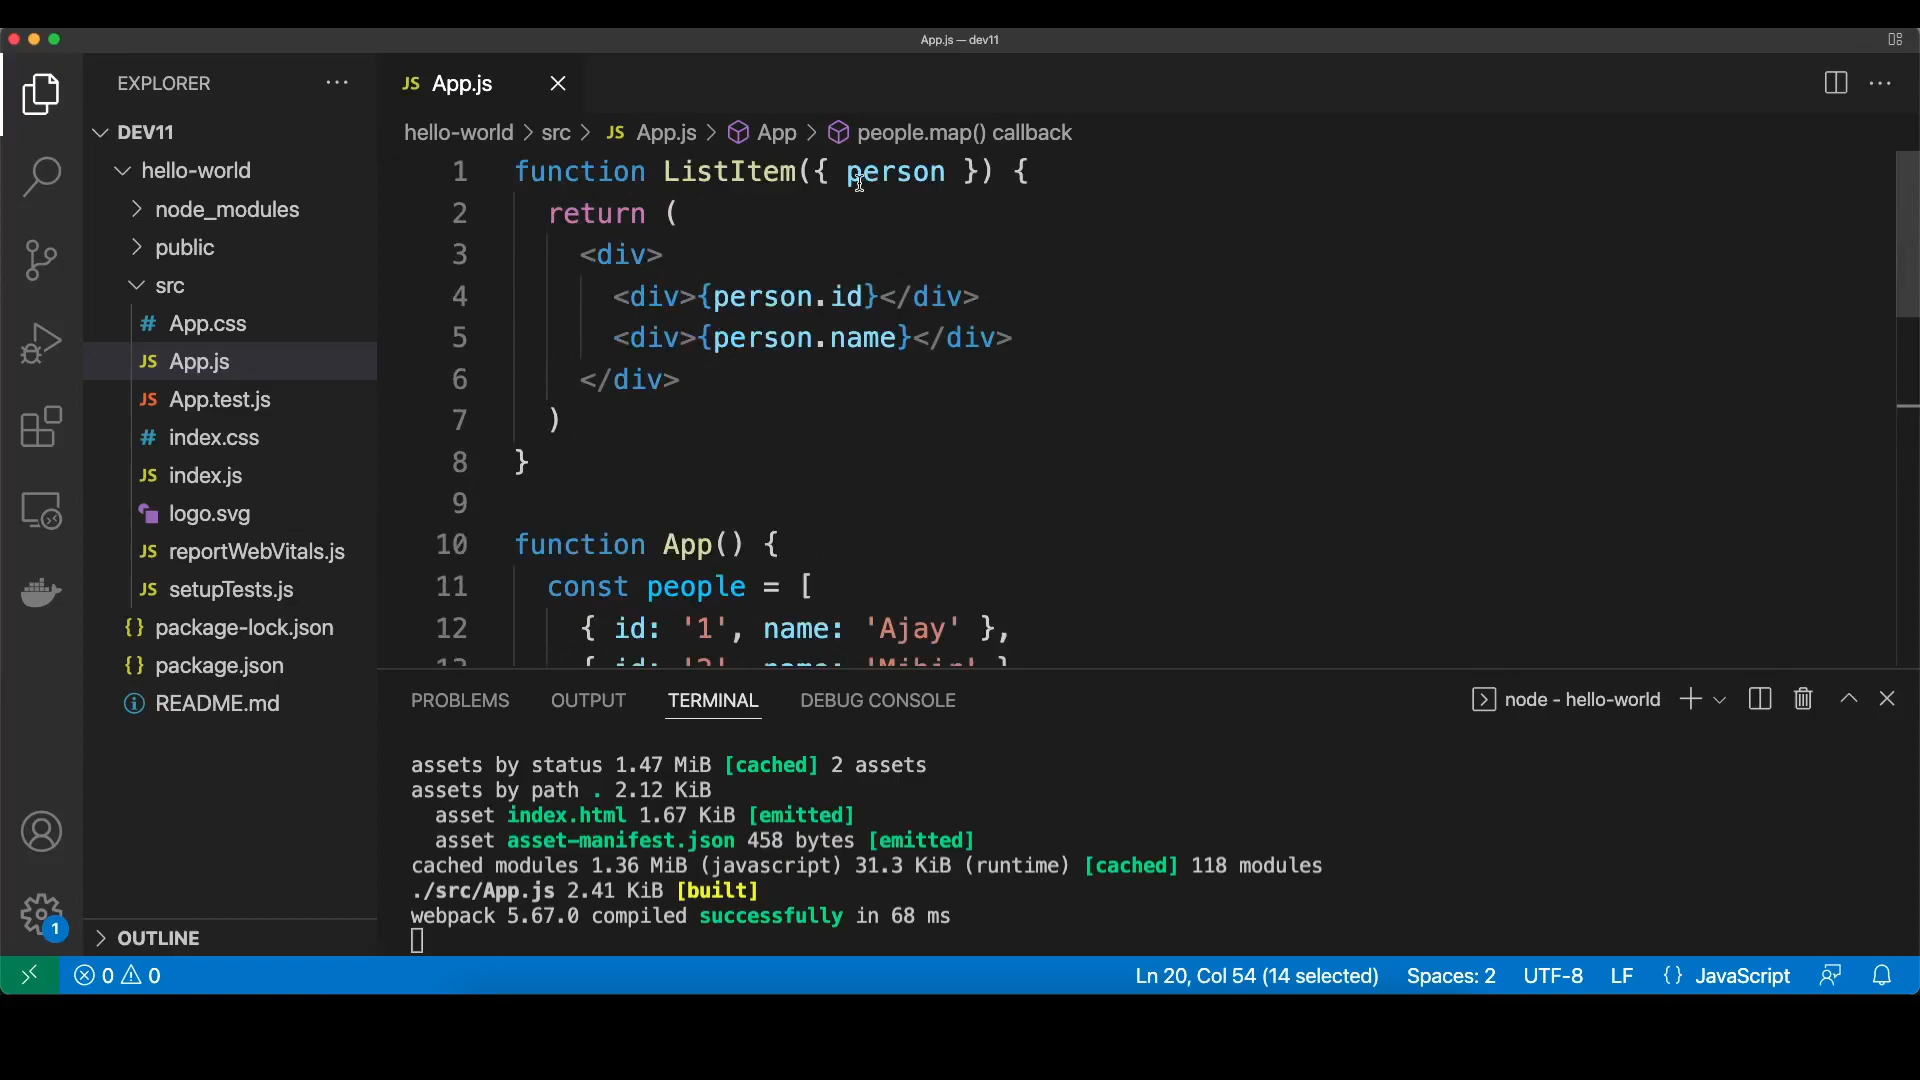 App.js — dev11
EXPLORER
DEV11
hello-world
node_modules
public
src
# App.css
JS App.js
JS App.test.js
# index.css
JS index.js
logo.svg
JS reportWebVitals.js
JS setupTests.js
{} package-lock.json
{} package.json
README.md
OUTLINE
1
JS App.js
hello-world > src > JS App.js > App > people.map() callback
1 function ListItem({ person }) {
2 return (
3 <div>
4 <div>{person.id}</div>
5 <div>{person.name}</div>
6 </div>
7 )
8 }
9
10 function App() {
11 const people = [
12 { id: '1', name: 'Ajay' },
PROBLEMS OUTPUT TERMINAL DEBUG CONSOLE
node - hello-world
assets by status 1.47 MiB [cached] 2 assets
assets by path . 2.12 KiB
asset index.html 1.67 KiB [emitted]
asset asset-manifest.json 458 bytes [emitted]
cached modules 1.36 MiB (javascript) 31.3 KiB (runtime) [cached] 118 modules
./src/App.js 2.41 KiB [built]
webpack 5.67.0 compiled successfully in 68 ms
0 0
Ln 20, Col 54 (14 selected) Spaces: 2 UTF-8 LF {} JavaScript